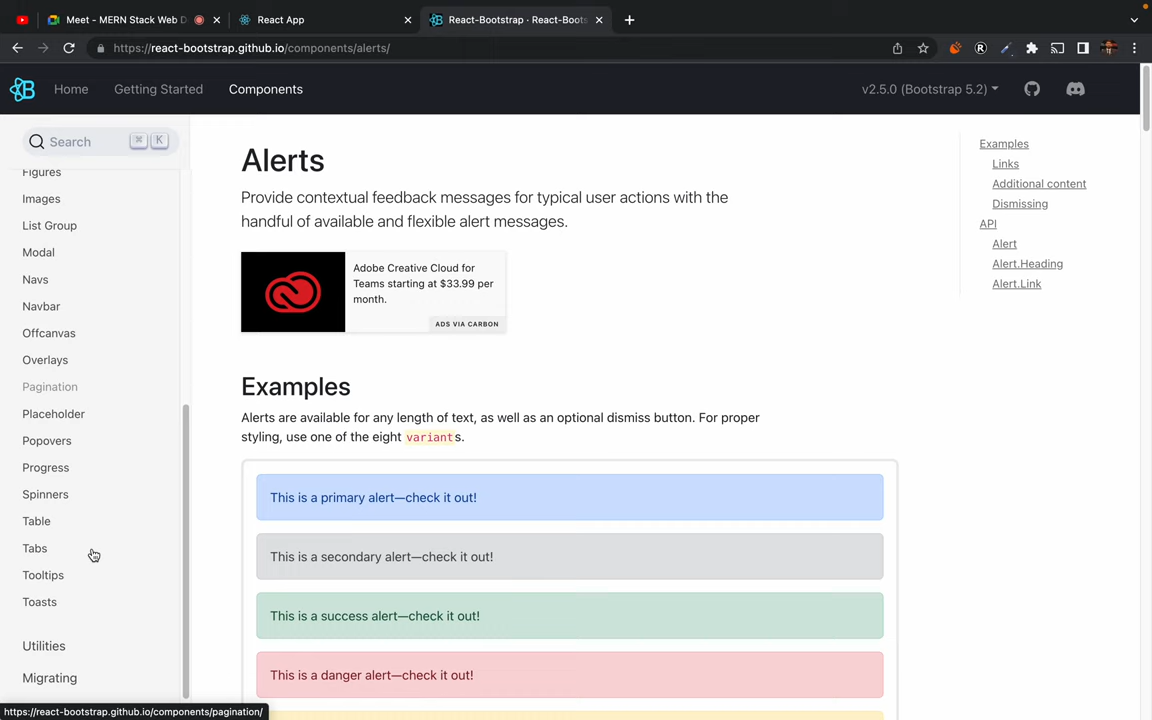 Meet - MERN Stack Web D
React App
React-Bootstrap · React-Boots
https://react-bootstrap.github.io/components/alerts/
Home
Getting Started
Components
v2.5.0 (Bootstrap 5.2)
Search
⌘ K
Figures
Images
List Group
Modal
Navs
Navbar
Offcanvas
Overlays
Pagination
Placeholder
Popovers
Progress
Spinners
Table
Tabs
Tooltips
Toasts
Utilities
Migrating
https://react-bootstrap.github.io/components/pagination/
Alerts
Provide contextual feedback messages for typical user actions with the
handful of available and flexible alert messages.
Adobe Creative Cloud for
Teams starting at $33.99 per
month.
ADS VIA CARBON
Examples
Alerts are available for any length of text, as well as an optional dismiss button. For proper
styling, use one of the eight variants.
This is a primary alert—check it out!
This is a secondary alert—check it out!
This is a success alert—check it out!
This is a danger alert—check it out!
Examples
Links
Additional content
Dismissing
API
Alert
Alert.Heading
Alert.Link